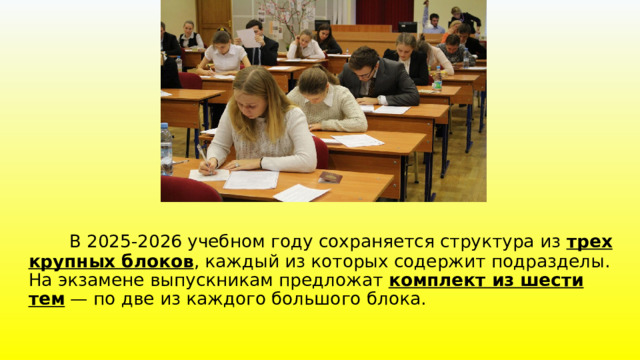 В 2025-2026 учебном году сохраняется структура из трех
крупных блоков, каждый из которых содержит подразделы.
На экзамене выпускникам предложат комплект из шести
тем — по две из каждого большого блока.